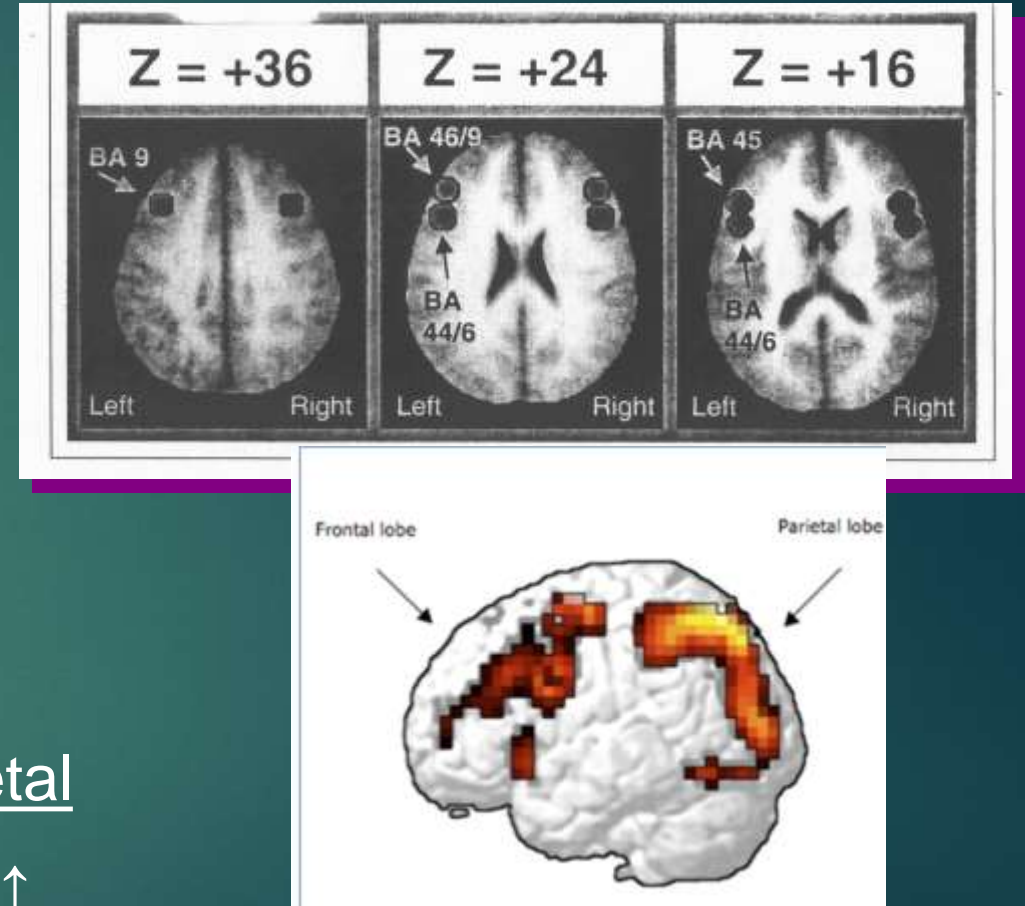 Z = +36
Z = +24
Z = +16
BA 9
BA 46/9
BA 45
BA
44/6
BA
44/6
Left
Right
Left
Right
Left
Right
Frontal lobe
Parietal lobe
etal
↑